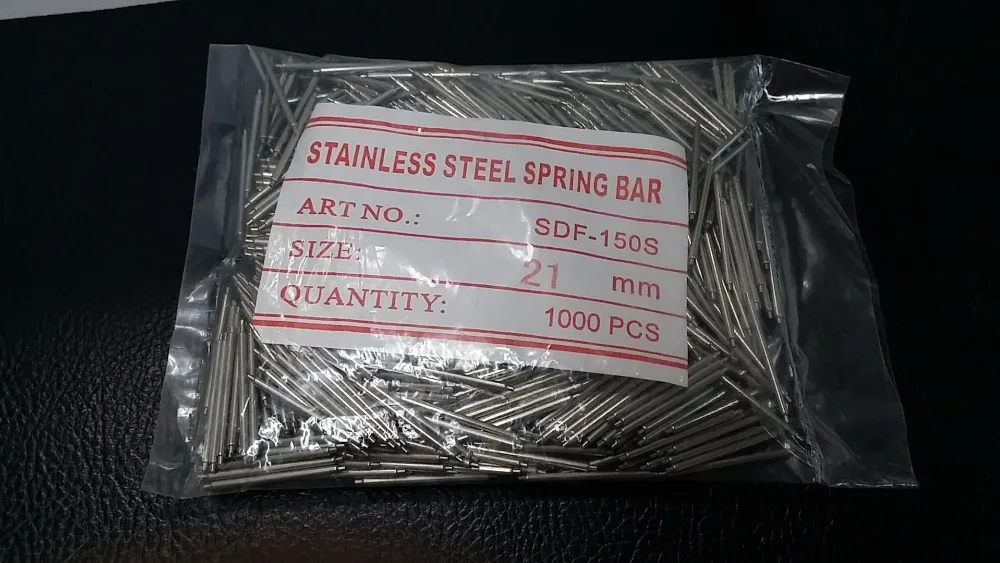 STAINLESS STEEL SPRING BAR
ART NO.: SDF-150S
SIZE: 21 mm
QUANTITY: 1000 PCS